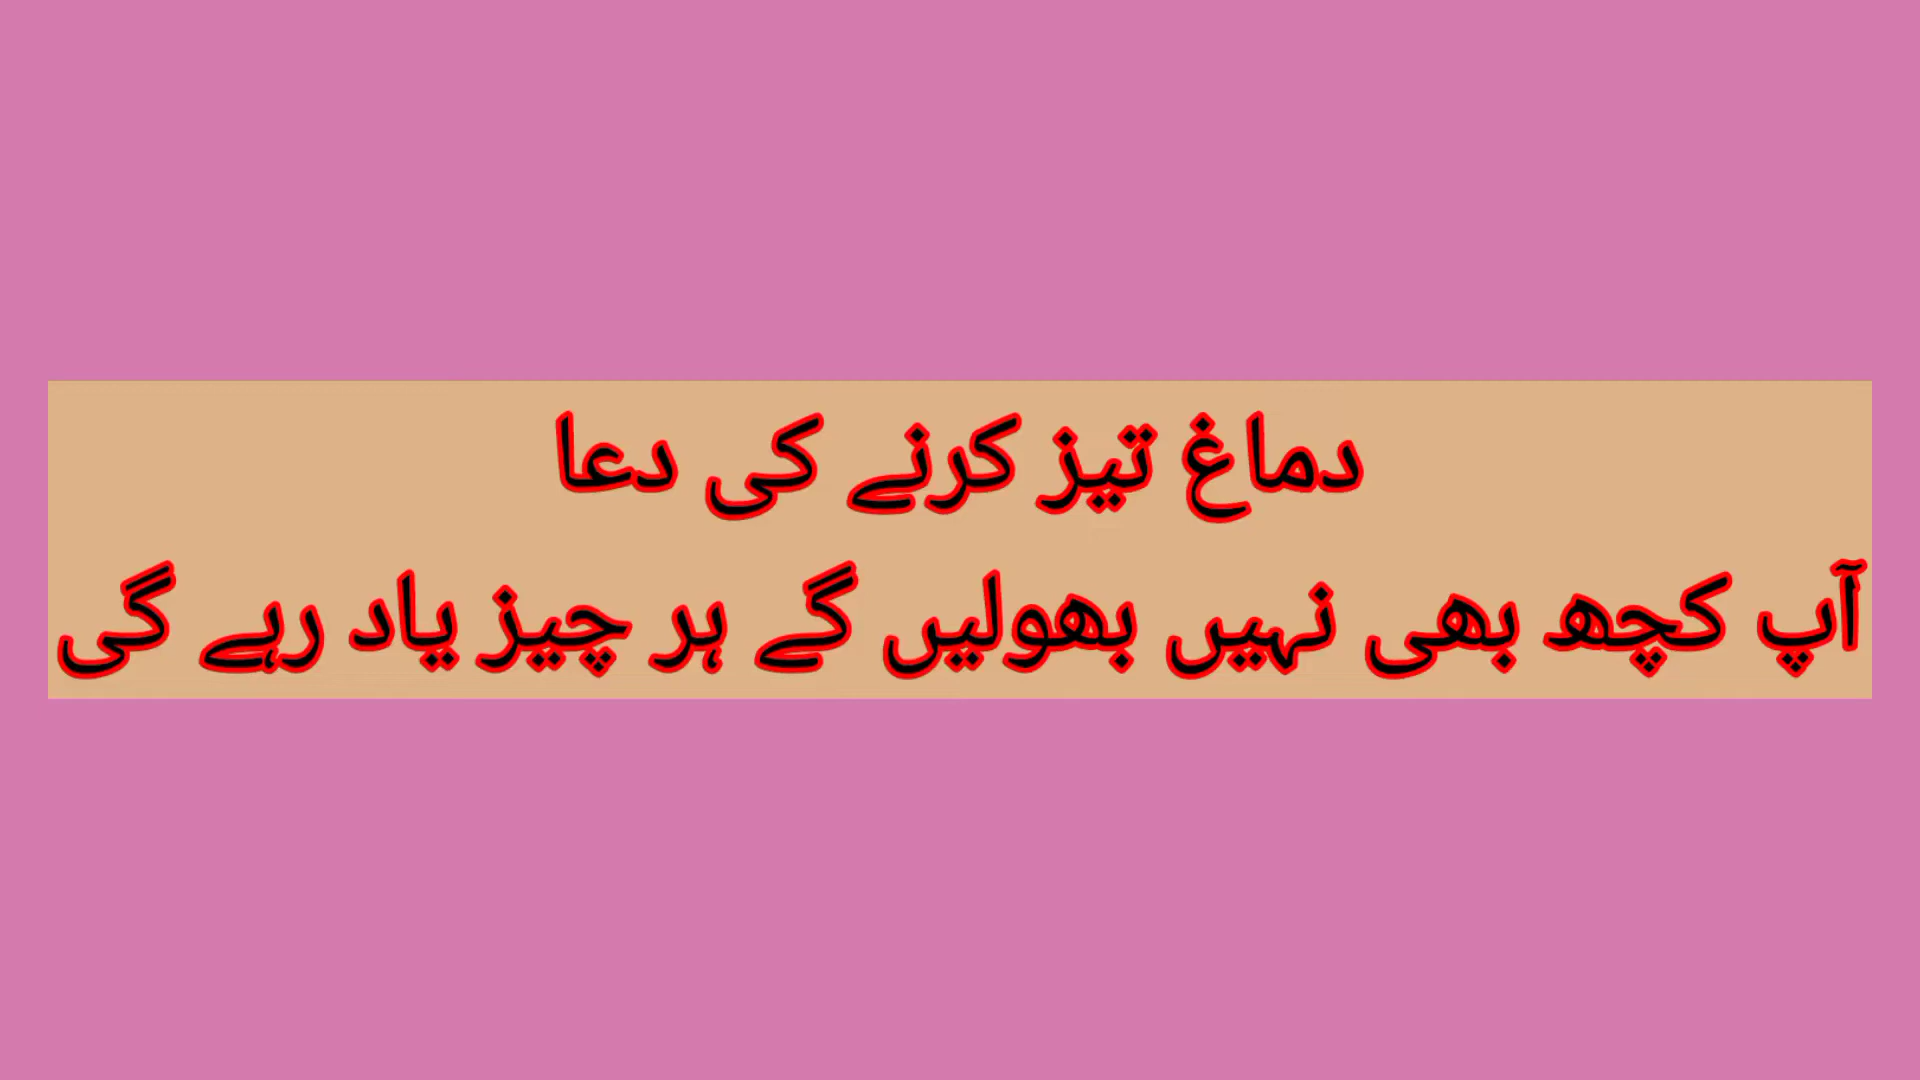 دماغ تیز کرنے کی دعا
آپ کچھ بھی نہیں بھولیں گے ہر چیز یاد رہے گی